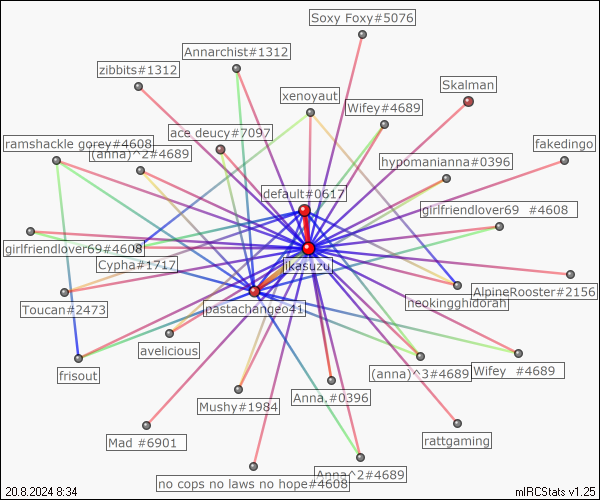 Soxy Foxy#5076
Annarchist#1312
zibbits#1312
Skalman
xenoyaut
Wifey#4689
ace deucy#7097
ramshackle gorey#4608
fakedingo
(anna)^2#4689
hypomanianna#0396
default#0617
girlfriendlover69 #4608
girlfriendlover69#4608
Cypha#1717
likasuzu
neokingghidorah
AlpineRooster#2156
Toucan#2473
pastachangeo41
avelicious
frisout
(anna)^3#4689
Wifey #4689
Mushy#1984
Anna.#0396
Mad #6901
rattgaming
Anna^2#4689
no cops no laws no hope#4608
20.8.2024 8:34
mIRCStats v1.25